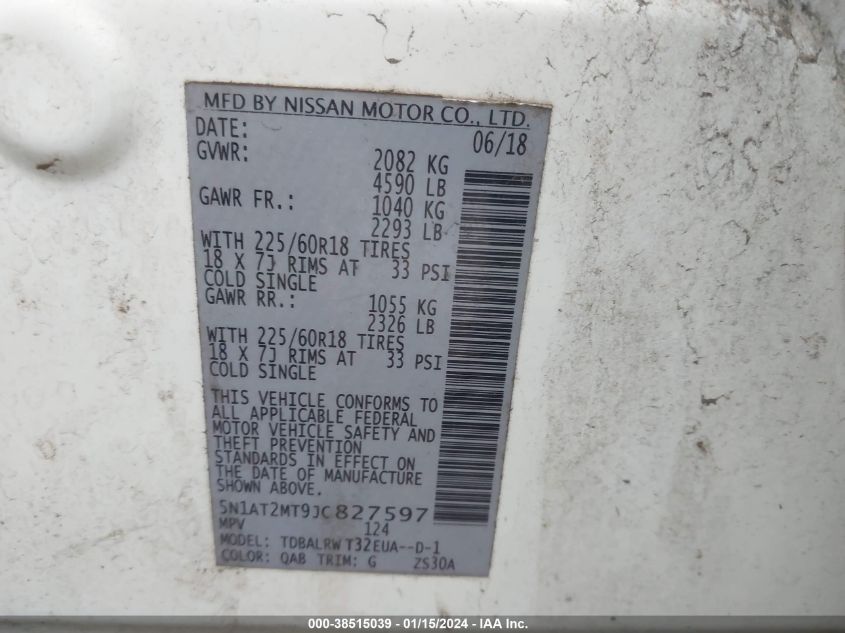 MFD BY NISSAN MOTOR CO., LTD.
DATE: 06/18
GVWR: 2082 KG
4590 LB
GAWR FR.: 1040 KG
2293 LB
WITH 225/60R18 TIRES
18 X 7J RIMS AT 33 PSI
COLD SINGLE
GAWR RR.: 1055 KG
2326 LB
WITH 225/60R18 TIRES
18 X 7J RIMS AT 33 PSI
COLD SINGLE
THIS VEHICLE CONFORMS TO
ALL APPLICABLE FEDERAL
MOTOR VEHICLE SAFETY AND
THEFT PREVENTION
STANDARDS IN EFFECT ON
THE DATE OF MANUFACTURE
SHOWN ABOVE.
5N1AT2MT9JC827597
MPV 124
MODEL: TDBALRW T32EUA--D-1
COLOR: QAB TRIM: G ZS30A
000-38515039 - 01/15/2024 - IAA Inc.